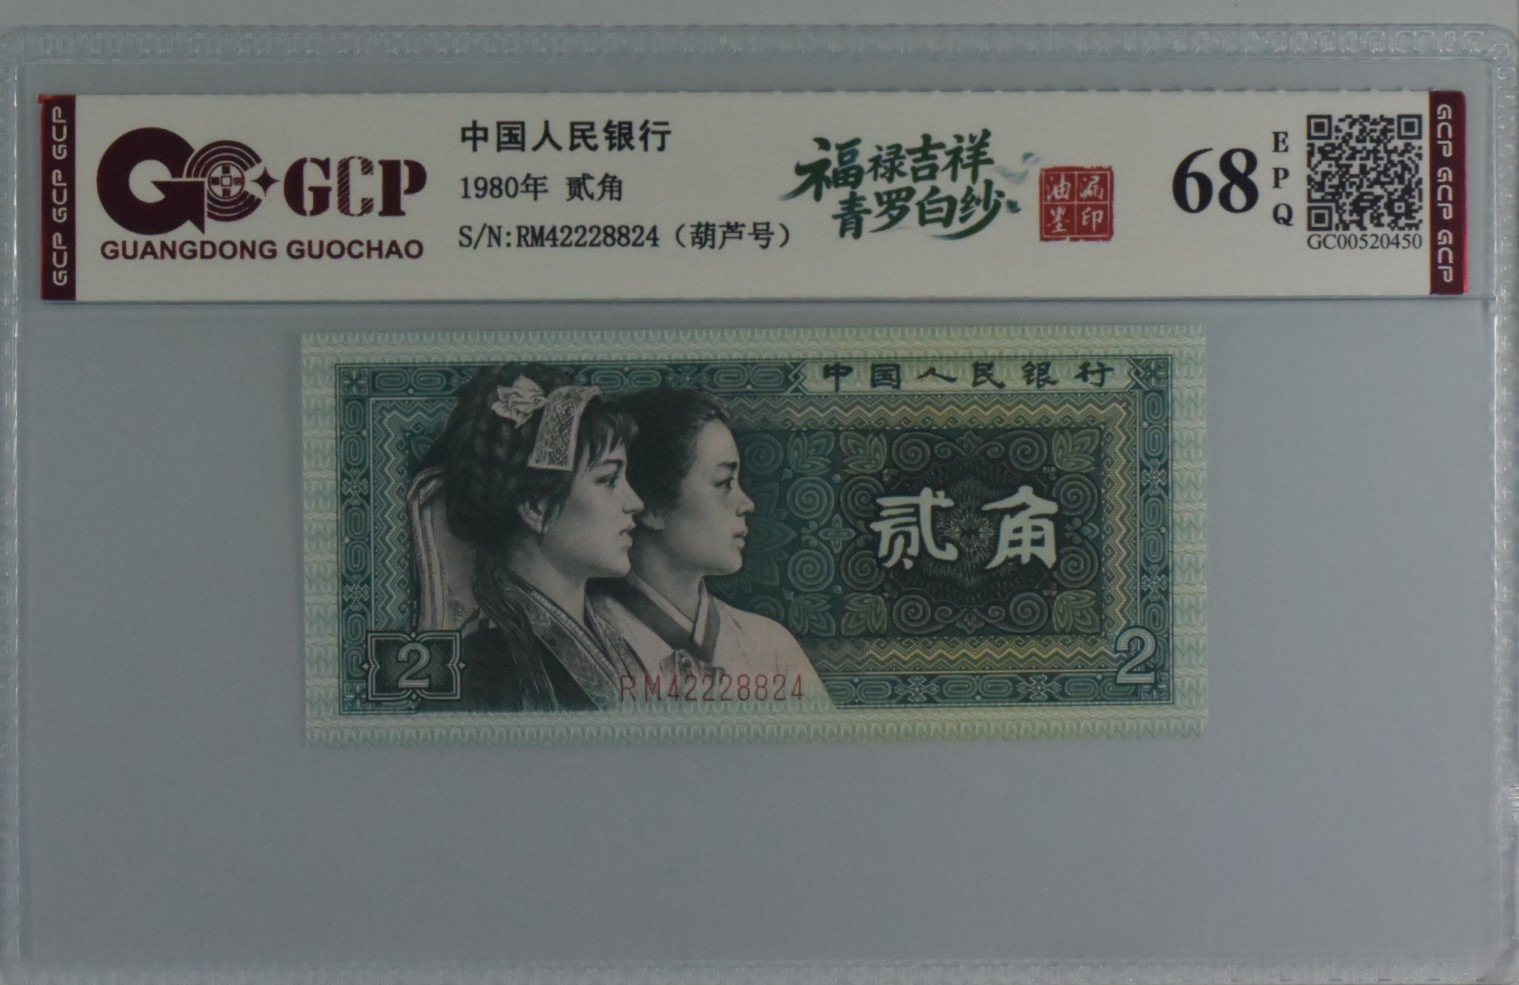 GCP GCP GCP
GCP
GUANGDONG GUOCHAO
中国人民银行
1980年 贰角
S/N:RM42228824（葫芦号）
福禄吉祥
青罗白纱
漏印
油墨
68
EPQ
GC00520450
GCP GCP GCP
中国人民银行
贰角
2
2
RM42228824